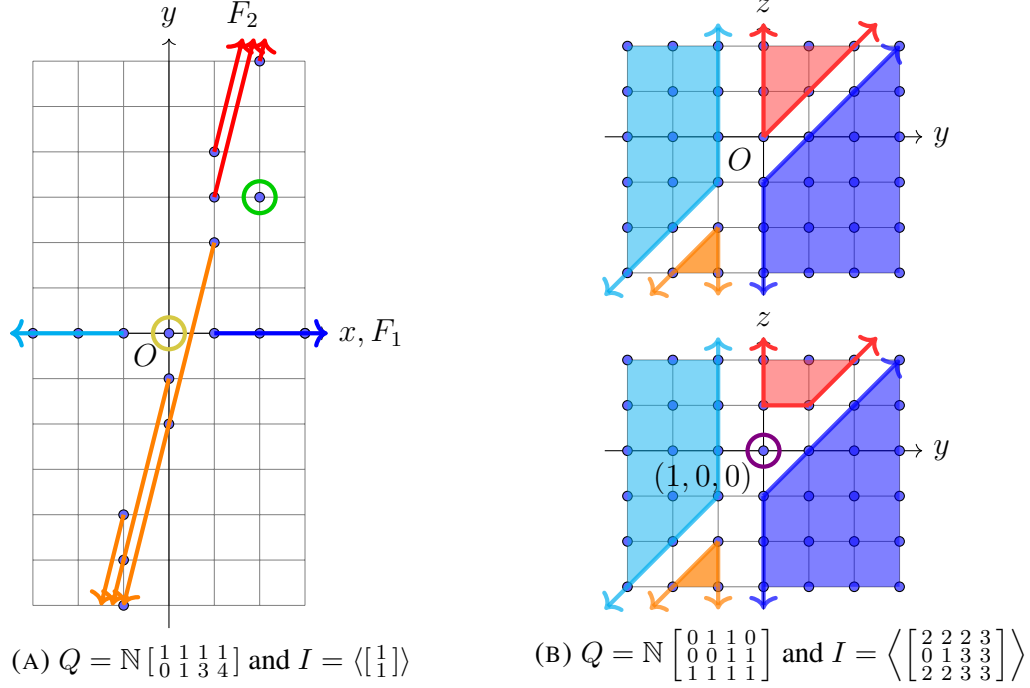 y
F₂
x, F₁
O
(A) Q = ℕ [1 1 1 1; 0 1 3 4] and I = ⟨[1; 1]⟩
z
y
O
z
y
(1, 0, 0)
(B) Q = ℕ [0 1 1 0; 0 0 1 1; 1 1 1 1] and I = ⟨[2 2 2 3; 0 1 3 3; 2 2 3 3]⟩